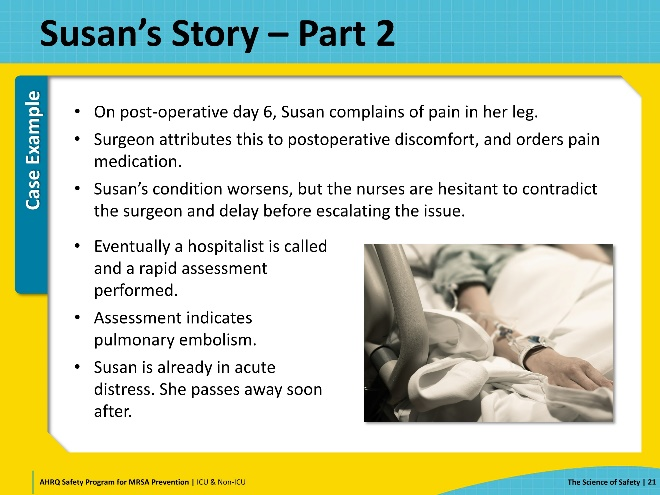 Susan’s Story – Part 2
Case Example
• On post-operative day 6, Susan complains of pain in her leg.
• Surgeon attributes this to postoperative discomfort, and orders pain
medication.
• Susan’s condition worsens, but the nurses are hesitant to contradict
the surgeon and delay before escalating the issue.
• Eventually a hospitalist is called
and a rapid assessment
performed.
• Assessment indicates
pulmonary embolism.
• Susan is already in acute
distress. She passes away soon
after.
AHRQ Safety Program for MRSA Prevention | ICU & Non-ICU
The Science of Safety | 21